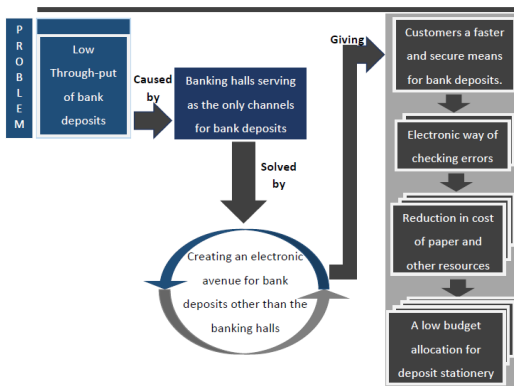 PROBLEM
Low
Through-put
of bank
deposits
Caused
by
Banking halls serving
as the only channels
for bank deposits
Solved
by
Creating an electronic
avenue for bank
deposits other than the
banking halls
Giving
Customers a faster
and secure means
for bank deposits.
Electronic way of
checking errors
Reduction in cost
of paper and
other resources
A low budget
allocation for
deposit stationery